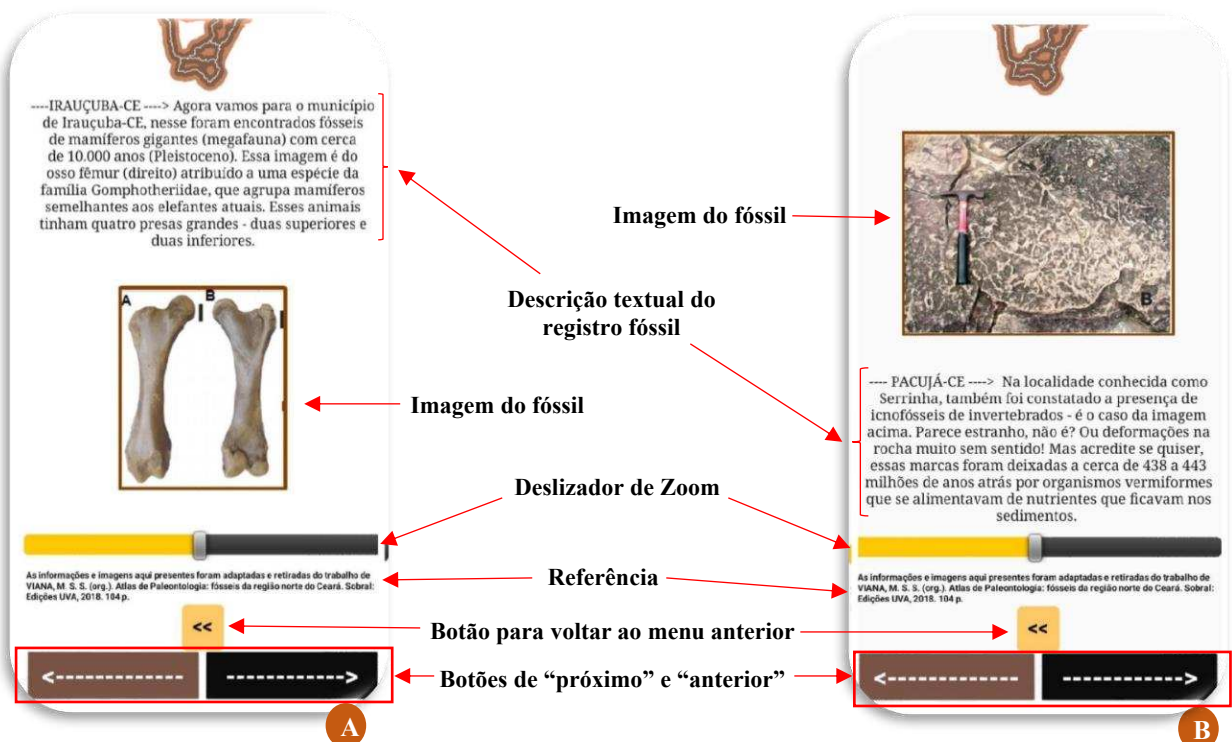 ----IRAUÇUBA-CE ----> Agora vamos para o município
de Irauçuba-CE, nesse foram encontrados fósseis
de mamíferos gigantes (megafauna) com cerca
de 10.000 anos (Pleistoceno). Essa imagem é do
osso fêmur (direito) atribuído a uma espécie da
família Gomphotheriidae, que agrupa mamíferos
semelhantes aos elefantes atuais. Esses animais
tinham quatro presas grandes - duas superiores e
duas inferiores.
A
B
As informações e imagens aqui presentes foram adaptadas e retiradas do trabalho de
VIANA, M. S. S. (org.). Atlas de Paleontologia: fósseis da região norte do Ceará. Sobral:
Edições UVA, 2018. 104 p.
<<
<-------------
------------>
A
Imagem do fóssil
Descrição textual do
registro fóssil
Imagem do fóssil
Deslizador de Zoom
Referência
Botão para voltar ao menu anterior
Botões de “próximo” e “anterior”
B
---- PACUJÁ-CE ----> Na localidade conhecida como
Serrinha, também foi constatado a presença de
icnofósseis de invertebrados - é o caso da imagem
acima. Parece estranho, não é? Ou deformações na
rocha muito sem sentido! Mas acredite se quiser,
essas marcas foram deixadas a cerca de 438 a 443
milhões de anos atrás por organismos vermiformes
que se alimentavam de nutrientes que ficavam nos
sedimentos.
As informações e imagens aqui presentes foram adaptadas e retiradas do trabalho de
VIANA, M. S. S. (org.). Atlas de Paleontologia: fósseis da região norte do Ceará. Sobral:
Edições UVA, 2018. 104 p.
<<
<-------------
------------>
B